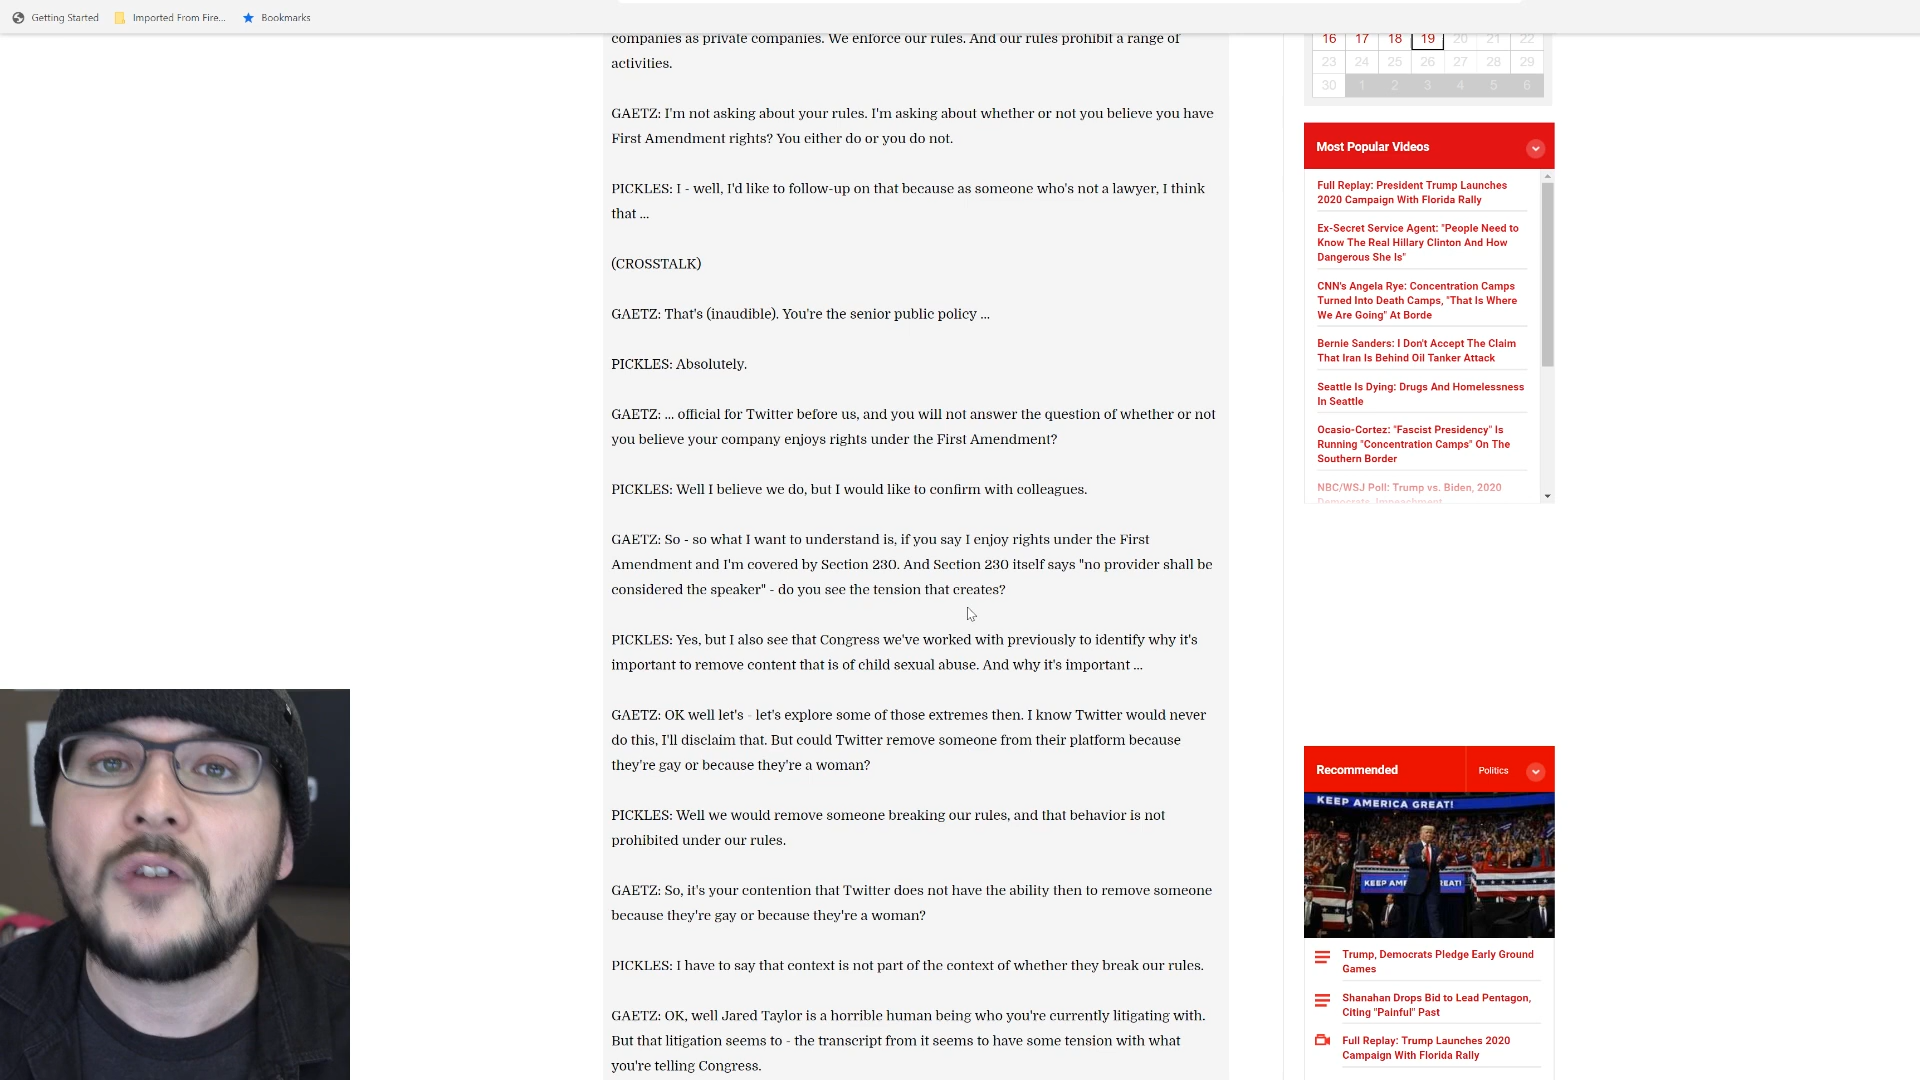 Getting Started
Imported From Fire...
Bookmarks
companies as private companies. We enforce our rules. And our rules prohibit a range of
activities.
GAETZ: I'm not asking about your rules. I'm asking about whether or not you believe you have
First Amendment rights? You either do or you do not.
PICKLES: I - well, I'd like to follow-up on that because as someone who's not a lawyer, I think
that ...
(CROSSTALK)
GAETZ: That's (inaudible). You're the senior public policy ...
PICKLES: Absolutely.
GAETZ: ... official for Twitter before us, and you will not answer the question of whether or not
you believe your company enjoys rights under the First Amendment?
PICKLES: Well I believe we do, but I would like to confirm with colleagues.
GAETZ: So - so what I want to understand is, if you say I enjoy rights under the First
Amendment and I'm covered by Section 230. And Section 230 itself says "no provider shall be
considered the speaker" - do you see the tension that creates?
PICKLES: Yes, but I also see that Congress we've worked with previously to identify why it's
important to remove content that is of child sexual abuse. And why it's important ...
GAETZ: OK well let's - let's explore some of those extremes then. I know Twitter would never
do this, I'll disclaim that. But could Twitter remove someone from their platform because
they're gay or because they're a woman?
PICKLES: Well we would remove someone breaking our rules, and that behavior is not
prohibited under our rules.
GAETZ: So, it's your contention that Twitter does not have the ability then to remove someone
because they're gay or because they're a woman?
PICKLES: I have to say that context is not part of the context of whether they break our rules.
GAETZ: OK, well Jared Taylor is a horrible human being who you're currently litigating with.
But that litigation seems to - the transcript from it seems to have some tension with what
you're telling Congress.
16 17 18 19 20 21 22
23 24 25 26 27 28 29
30 1 2 3 4 5 6
Most Popular Videos
Full Replay: President Trump Launches
2020 Campaign With Florida Rally
Ex-Secret Service Agent: "People Need to
Know The Real Hillary Clinton And How
Dangerous She Is"
CNN's Angela Rye: Concentration Camps
Turned Into Death Camps, "That Is Where
We Are Going" At Borde
Bernie Sanders: I Don't Accept The Claim
That Iran Is Behind Oil Tanker Attack
Seattle Is Dying: Drugs And Homelessness
In Seattle
Ocasio-Cortez: "Fascist Presidency" Is
Running "Concentration Camps" On The
Southern Border
NBC/WSJ Poll: Trump vs. Biden, 2020
Democrats, Impeachment
Recommended
Politics
KEEP AMERICA GREAT!
Trump, Democrats Pledge Early Ground
Games
Shanahan Drops Bid to Lead Pentagon,
Citing "Painful" Past
Full Replay: Trump Launches 2020
Campaign With Florida Rally